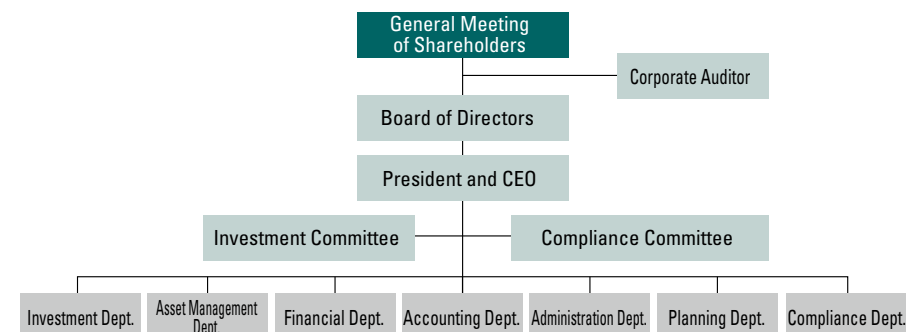 General Meeting
of Shareholders
Corporate Auditor
Board of Directors
President and CEO
Investment Committee
Compliance Committee
Investment Dept.
Asset Management
Dept.
Financial Dept.
Accounting Dept.
Administration Dept.
Planning Dept.
Compliance Dept.